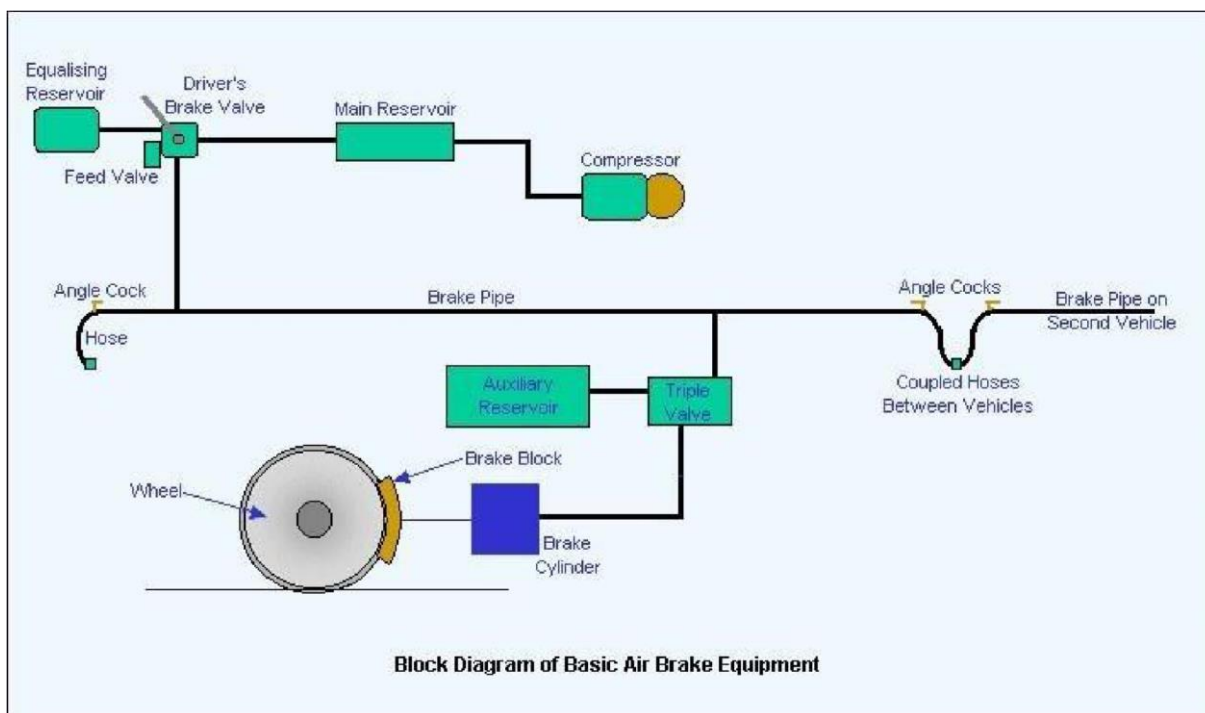 Equalising
Reservoir
Driver's
Brake Valve
Main Reservoir
Compressor
Feed Valve
Angle Cock
Brake Pipe
Angle Cocks
Brake Pipe on
Second Vehicle
Hose
Auxiliary
Reservoir
Triple
Valve
Coupled Hoses
Between Vehicles
Brake Block
Wheel
Brake
Cylinder
Block Diagram of Basic Air Brake Equipment